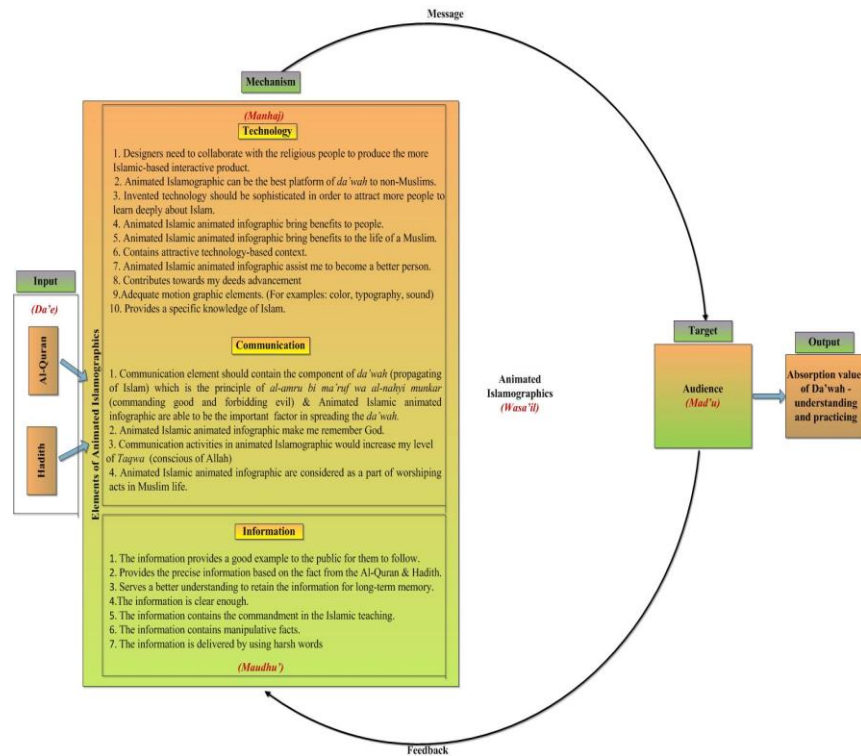 Message
Mechanism
(Manhaj)
Technology
1. Designers need to collaborate with the religious people to produce the more
Islamic-based interactive product.
2. Animated Islamographic can be the best platform of da'wah to non-Muslims.
3. Invented technology should be sophisticated in order to attract more people to
learn deeply about Islam.
4. Animated Islamic animated infographic bring benefits to people.
5. Animated Islamic animated infographic bring benefits to the life of a Muslim.
6. Contains attractive technology-based context.
7. Animated Islamic animated infographic assist me to become a better person.
8. Contributes towards my deeds advancement
9.Adequate motion graphic elements. (For examples: color, typography, sound)
10. Provides a specific knowledge of Islam.
Input
(Da'e)
Al-Quran
Hadith
Elements of Animated Islamographics
Communication
1. Communication element should contain the component of da'wah (propagating
of Islam) which is the principle of al-amru bi ma'ruf wa al-nahyi munkar
(commanding good and forbidding evil) & Animated Islamic animated
infographic are able to be the important factor in spreading the da'wah.
2. Animated Islamic animated infographic make me remember God.
3. Communication activities in animated Islamographic would increase my level
of Taqwa (conscious of Allah)
4. Animated Islamic animated infographic are considered as a part of worshiping
acts in Muslim life.
Information
1. The information provides a good example to the public for them to follow.
2. Provides the precise information based on the fact from the Al-Quran & Hadith.
3. Serves a better understanding to retain the information for long-term memory.
4.The information is clear enough.
5. The information contains the commandment in the Islamic teaching.
6. The information contains manipulative facts.
7. The information is delivered by using harsh words
(Maudhu')
Animated
Islamographics
(Wasa'il)
Target
Audience
(Mad'u)
Output
Absorption value
of Da'wah -
understanding
and practicing
Feedback